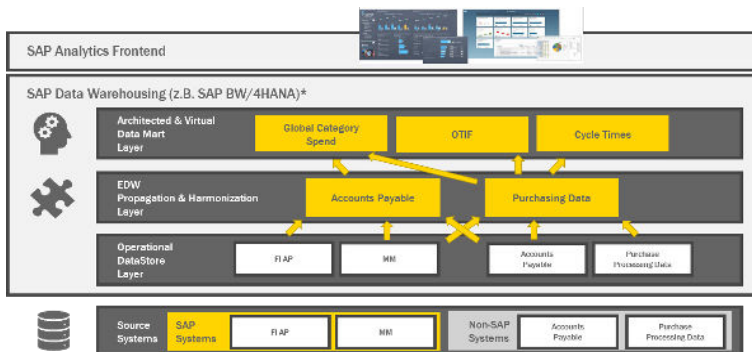 SAP Analytics Frontend
SAP Data Warehousing (z.B. SAP BW/4HANA)*
Architected & Virtual
Data Mart
Layer
Global Category
Spend
OTIF
Cycle Times
EDW
Propagation & Harmonization
Layer
Accounts Payable
Purchasing Data
Operational
DataStore
Layer
FI AP
MM
Accounts
Payable
Purchase
Processing Data
Source
Systems
SAP
Systems
FI AP
MM
Non-SAP
Systems
Accounts
Payable
Purchase
Processing Data